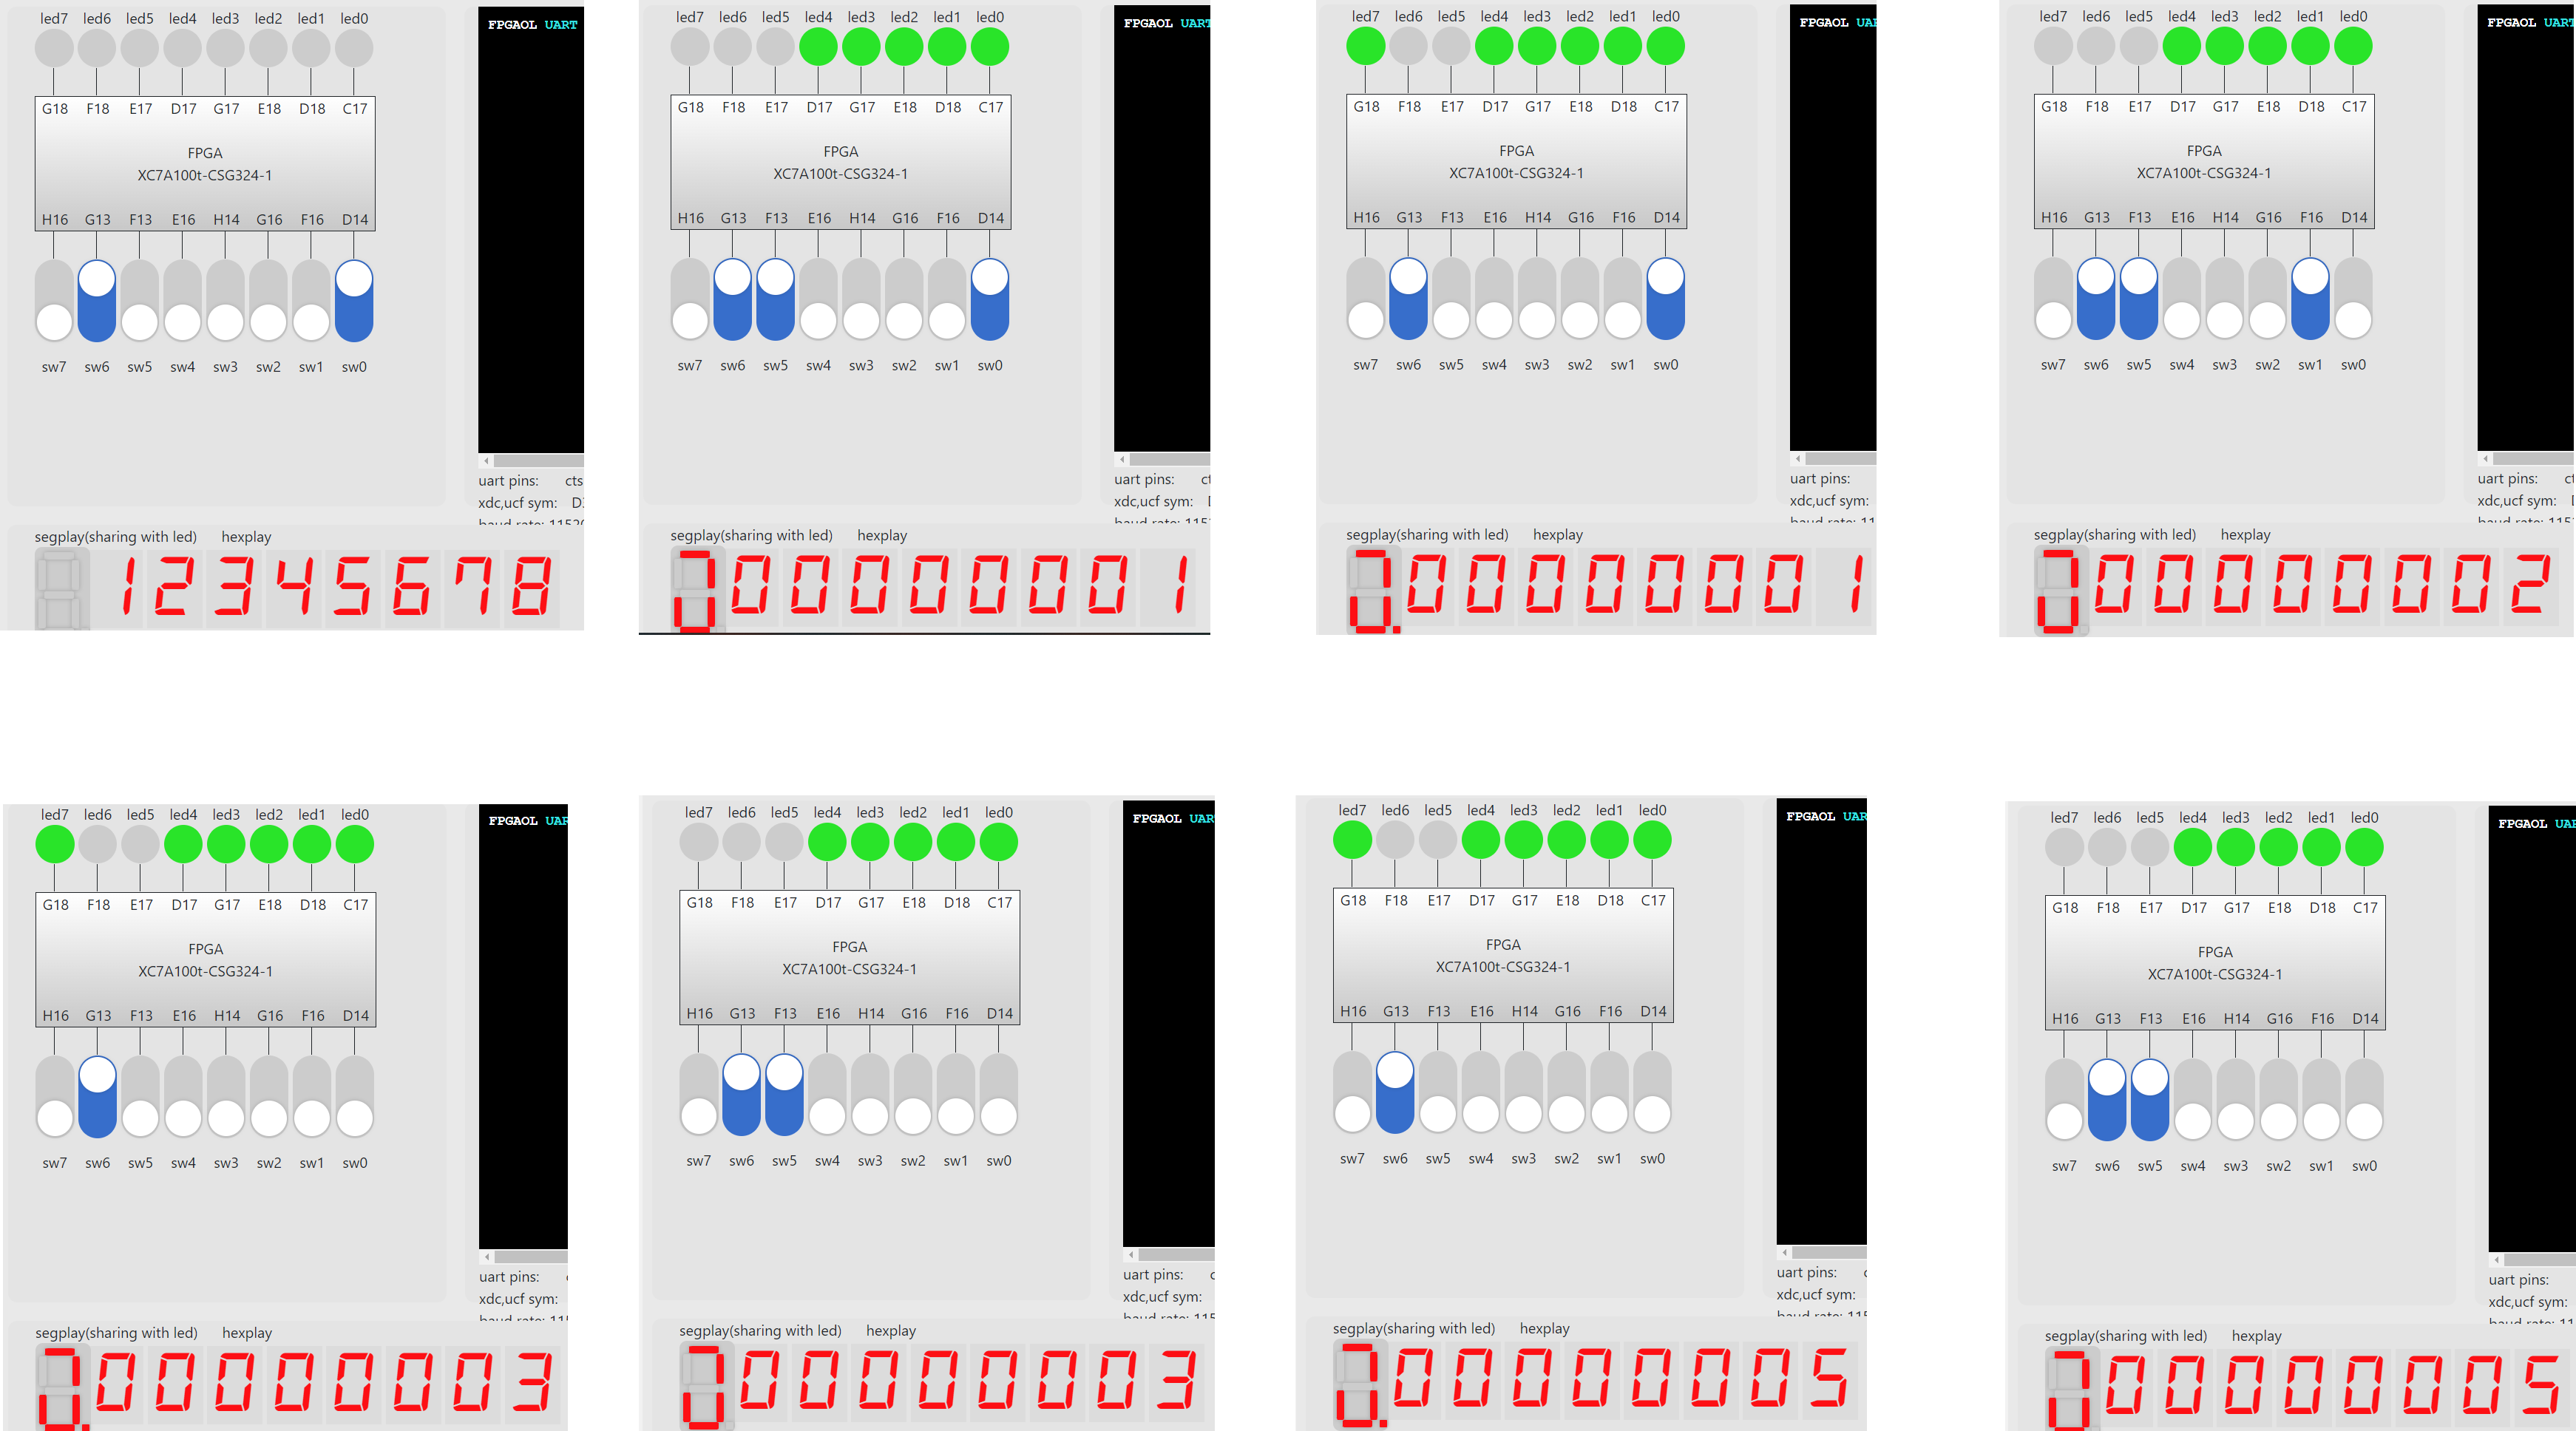 led7 led6 led5 led4 led3 led2 led1 led0
FPGAOL UART
G18 F18 E17 D17 G17 E18 D18 C17
FPGA
XC7A100t-CSG324-1
H16 G13 F13 E16 H14 G16 F16 D14
sw7 sw6 sw5 sw4 sw3 sw2 sw1 sw0
uart pins: cts
xdc,ucf sym:
baud rate:
segplay(sharing with led) hexplay
12345678
led7 led6 led5 led4 led3 led2 led1 led0
FPGAOL UART
G18 F18 E17 D17 G17 E18 D18 C17
FPGA
XC7A100t-CSG324-1
H16 G13 F13 E16 H14 G16 F16 D14
sw7 sw6 sw5 sw4 sw3 sw2 sw1 sw0
uart pins:
xdc,ucf sym:
baud rate:
segplay(sharing with led) hexplay
00000001
led7 led6 led5 led4 led3 led2 led1 led0
FPGAOL
G18 F18 E17 D17 G17 E18 D18 C17
FPGA
XC7A100t-CSG324-1
H16 G13 F13 E16 H14 G16 F16 D14
sw7 sw6 sw5 sw4 sw3 sw2 sw1 sw0
uart pins:
xdc,ucf sym:
baud rate: 11
segplay(sharing with led) hexplay
00000001
led7 led6 led5 led4 led3 led2 led1 led0
FPGAOL UART
G18 F18 E17 D17 G17 E18 D18 C17
FPGA
XC7A100t-CSG324-1
H16 G13 F13 E16 H14 G16 F16 D14
sw7 sw6 sw5 sw4 sw3 sw2 sw1 sw0
uart pins:
xdc,ucf sym:
baud rate:
segplay(sharing with led) hexplay
00000002
led7 led6 led5 led4 led3 led2 led1 led0
FPGAOL UAR
G18 F18 E17 D17 G17 E18 D18 C17
FPGA
XC7A100t-CSG324-1
H16 G13 F13 E16 H14 G16 F16 D14
sw7 sw6 sw5 sw4 sw3 sw2 sw1 sw0
uart pins:
xdc,ucf sym:
baud rate:
segplay(sharing with led) hexplay
00000003
led7 led6 led5 led4 led3 led2 led1 led0
FPGAOL UAR
G18 F18 E17 D17 G17 E18 D18 C17
FPGA
XC7A100t-CSG324-1
H16 G13 F13 E16 H14 G16 F16 D14
sw7 sw6 sw5 sw4 sw3 sw2 sw1 sw0
uart pins:
xdc,ucf sym:
baud rate:
segplay(sharing with led) hexplay
00000003
led7 led6 led5 led4 led3 led2 led1 led0
FPGAOL UAR
G18 F18 E17 D17 G17 E18 D18 C17
FPGA
XC7A100t-CSG324-1
H16 G13 F13 E16 H14 G16 F16 D14
sw7 sw6 sw5 sw4 sw3 sw2 sw1 sw0
uart pins:
xdc,ucf sym:
baud rate:
segplay(sharing with led) hexplay
00000005
led7 led6 led5 led4 led3 led2 led1 led0
FPGAOL
G18 F18 E17 D17 G17 E18 D18 C17
FPGA
XC7A100t-CSG324-1
H16 G13 F13 E16 H14 G16 F16 D14
sw7 sw6 sw5 sw4 sw3 sw2 sw1 sw0
uart pins:
xdc,ucf sym:
baud rate: 11
segplay(sharing with led) hexplay
00000005